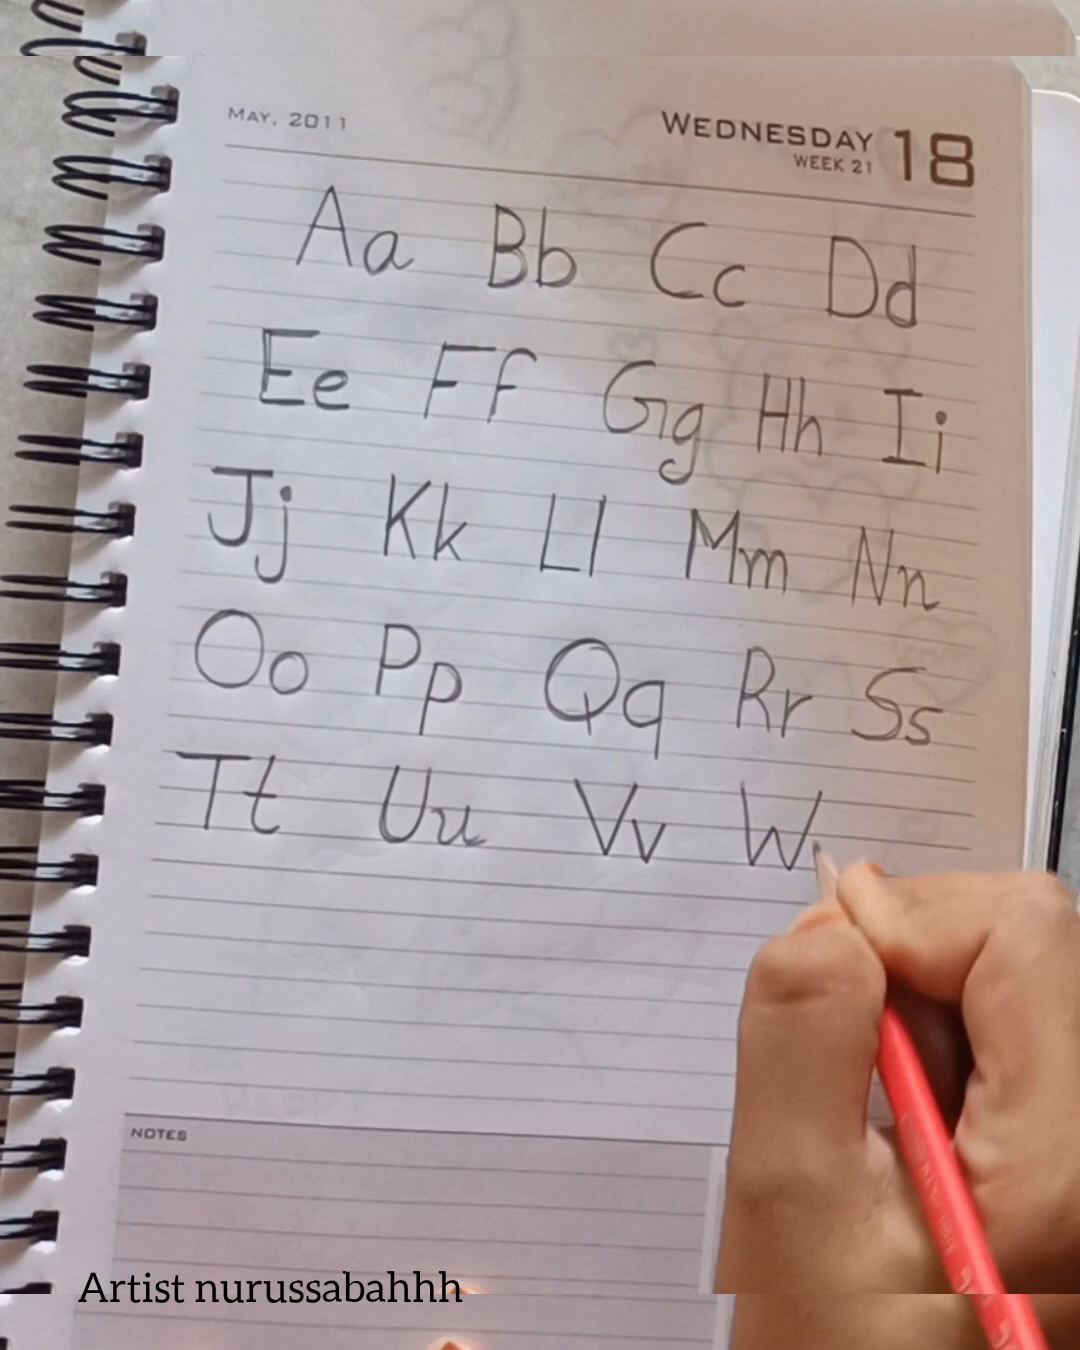 MAY, 2011
WEDNESDAY 18
WEEK 21
Aa Bb Cc Dd
Ee Ff Gg Hh Ii
Jj Kk Ll Mm Nn
Oo Pp Qq Rr Ss
Tt Uu Vv W
NOTES
Artist nurussabahhh